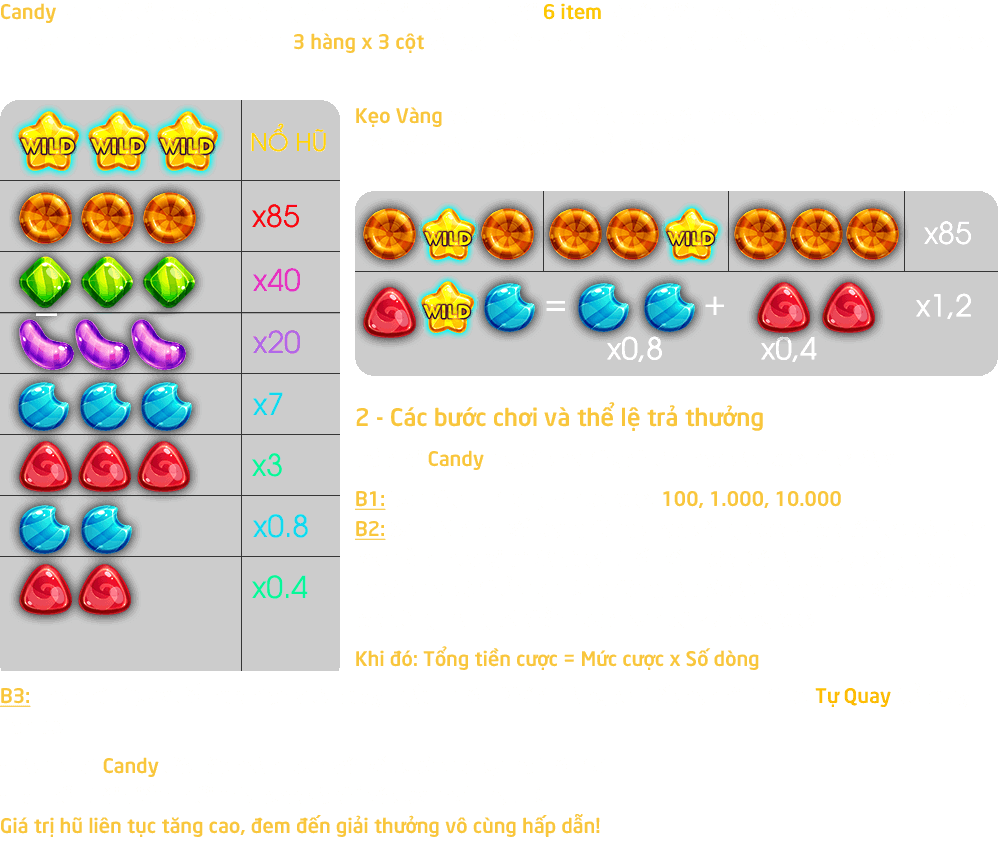 Candy 6 item
3 hàng x 3 cột
Kẹo Vàng
WILD WILD WILD NỔ HŨ
x85
x40
x20
x7
x3
x0.8
x0.4
WILD WILD x85
WILD = + x1,2
x0,8 x0,4
2 - Các bước chơi và thể lệ trả thưởng
Candy
B1: 100, 1.000, 10.000
B2:
Khi đó: Tổng tiền cược = Mức cược x Số dòng
B3: Tự Quay
Candy
Giá trị hũ liên tục tăng cao, đem đến giải thưởng vô cùng hấp dẫn!